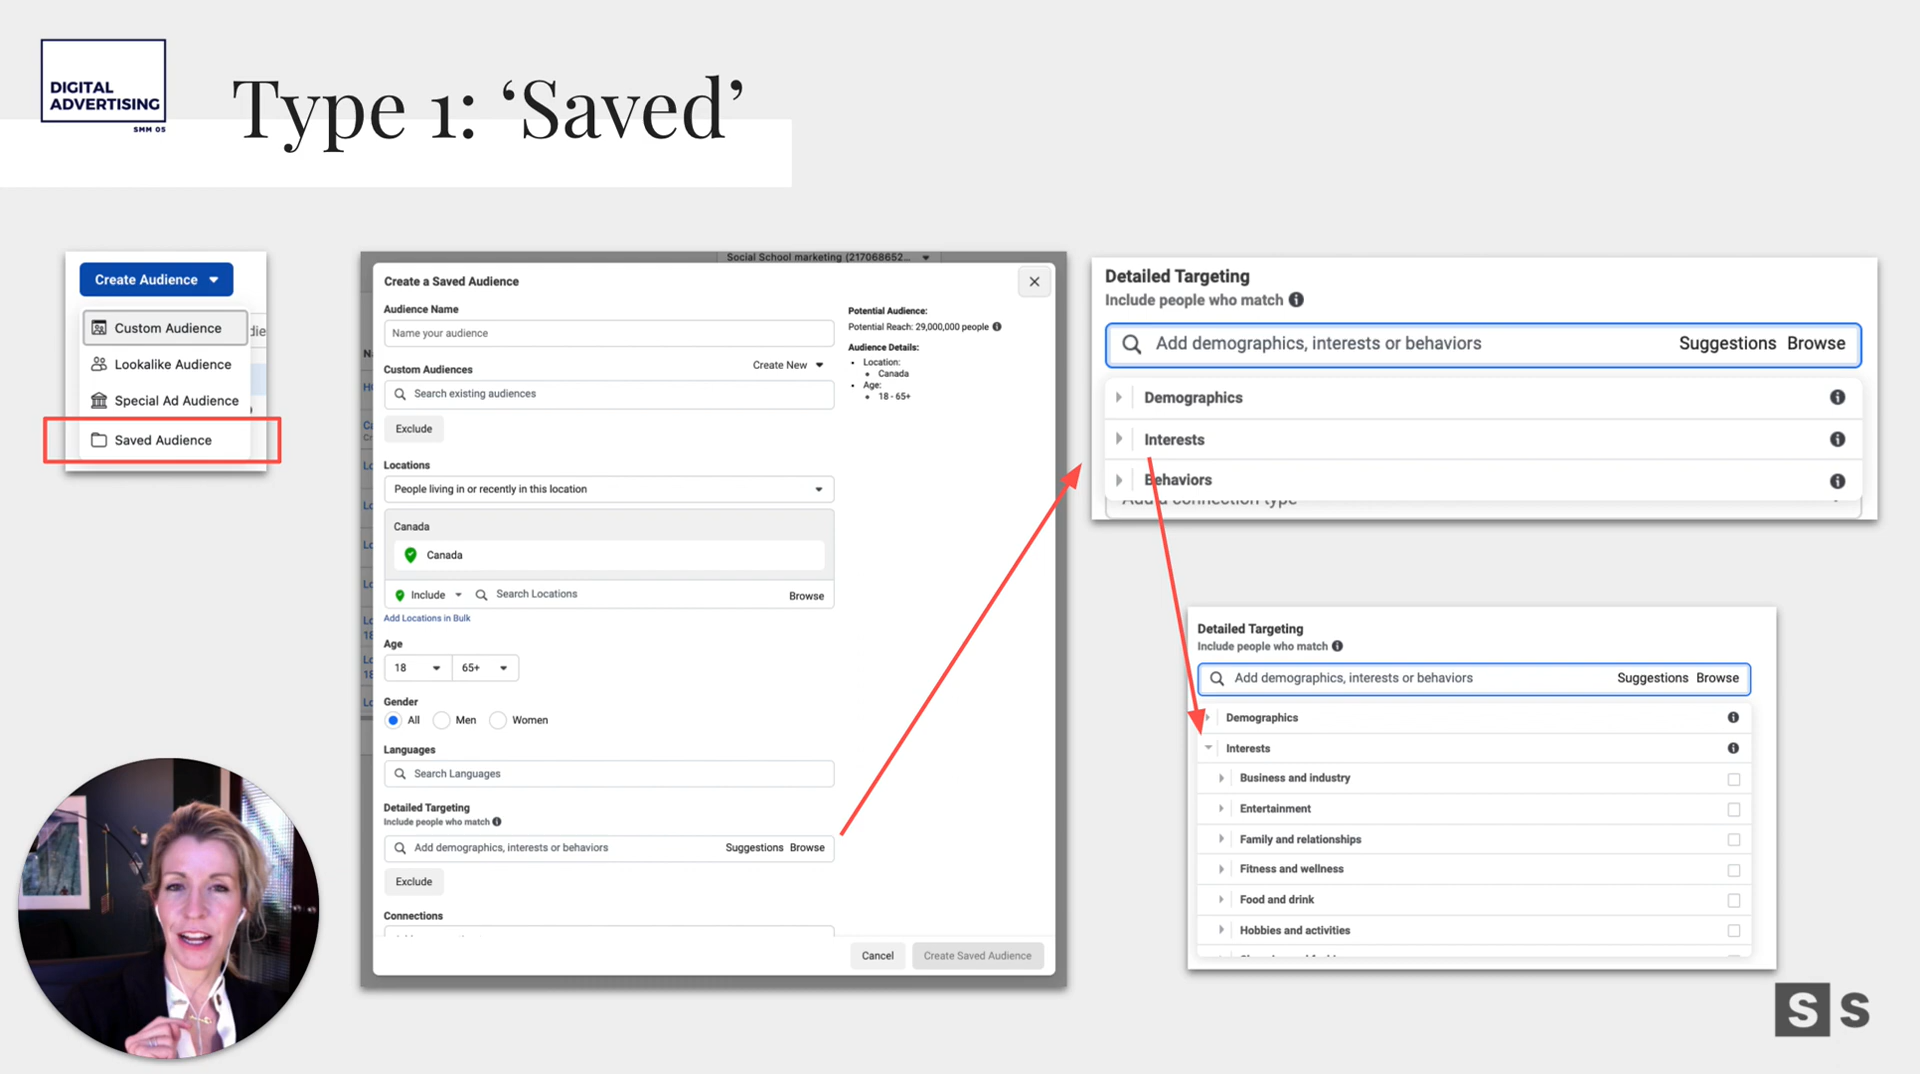 DIGITAL
ADVERTISING
SMM 05
Type 1: ‘Saved’
Create Audience
Custom Audience
Lookalike Audience
Special Ad Audience
Saved Audience
Social School marketing (217068652...
Create a Saved Audience
Audience Name
Name your audience
Custom Audiences
Create New
Search existing audiences
Exclude
Locations
People living in or recently in this location
Canada
Canada
Include
Search Locations
Browse
Add Locations in Bulk
Age
18
65+
Gender
All
Men
Women
Languages
Search Languages
Detailed Targeting
Include people who match
Add demographics, interests or behaviors
Suggestions
Browse
Exclude
Connections
Cancel
Create Saved Audience
Potential Audience:
Potential Reach: 29,000,000 people
Audience Details:
Location:
Canada
Age:
18 - 65+
Detailed Targeting
Include people who match
Add demographics, interests or behaviors
Suggestions
Browse
Demographics
Interests
Behaviors
Add a connection type
Detailed Targeting
Include people who match
Add demographics, interests or behaviors
Suggestions
Browse
Demographics
Interests
Business and industry
Entertainment
Family and relationships
Fitness and wellness
Food and drink
Hobbies and activities
S S